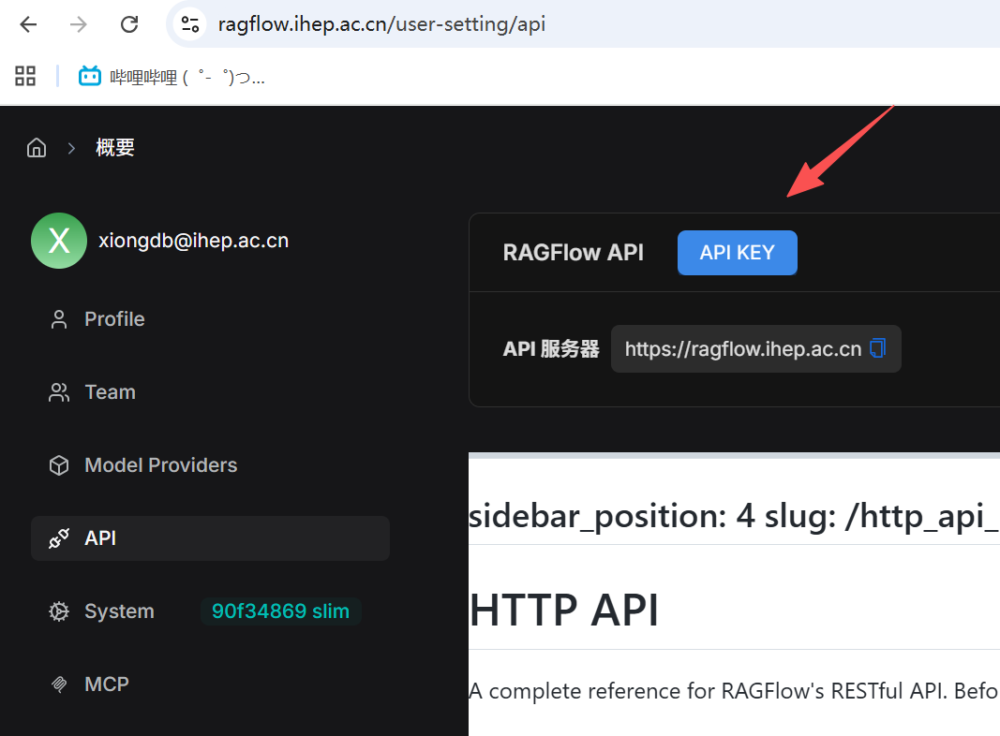 ragflow.ihep.ac.cn/user-setting/api
哔哩哔哩 (゜-゜)つ...
概要
X
xiongdb@ihep.ac.cn
Profile
Team
Model Providers
API
System 90f34869 slim
MCP
RAGFlow API API KEY
API 服务器 https://ragflow.ihep.ac.cn
sidebar_position: 4 slug: /http_api_
HTTP API
A complete reference for RAGFlow's RESTful API. Befo